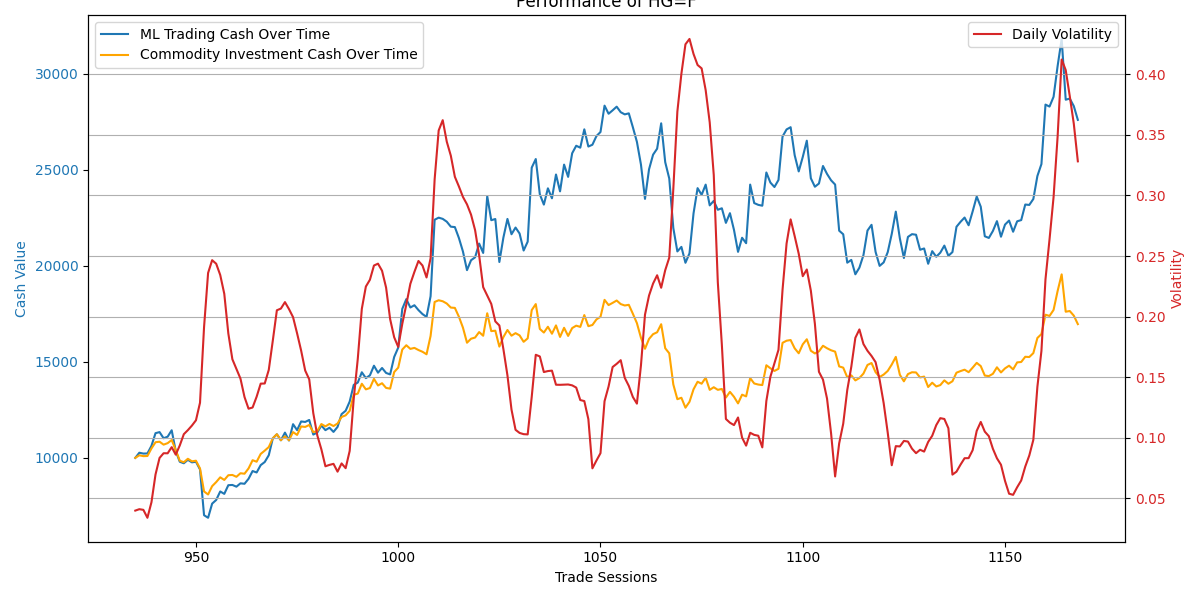 Performance of HG=F
ML Trading Cash Over Time
Commodity Investment Cash Over Time
Daily Volatility
30000
25000
20000
15000
10000
Cash Value
0.40
0.35
0.30
0.25
0.20
0.15
0.10
0.05
Volatility
950
1000
1050
1100
1150
Trade Sessions